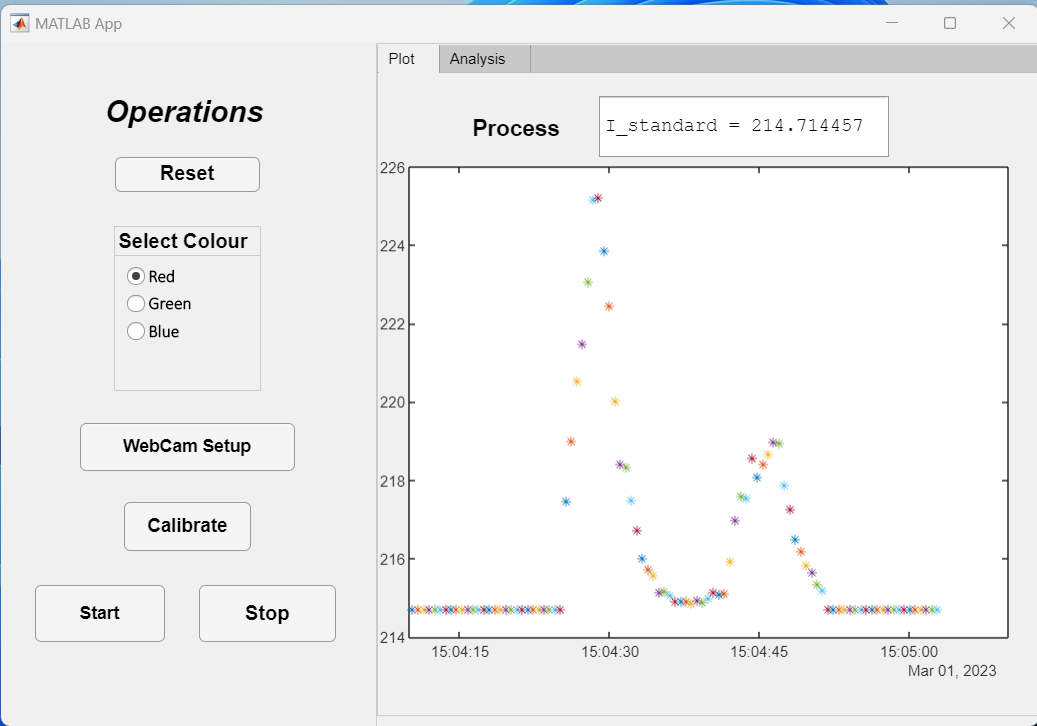 MATLAB App
Plot
Analysis
Operations
Reset
Select Colour
Red
Green
Blue
WebCam Setup
Calibrate
Start
Stop
Process
I_standard = 214.714457
226
224
222
220
218
216
214
15:04:15
15:04:30
15:04:45
15:05:00
Mar 01, 2023